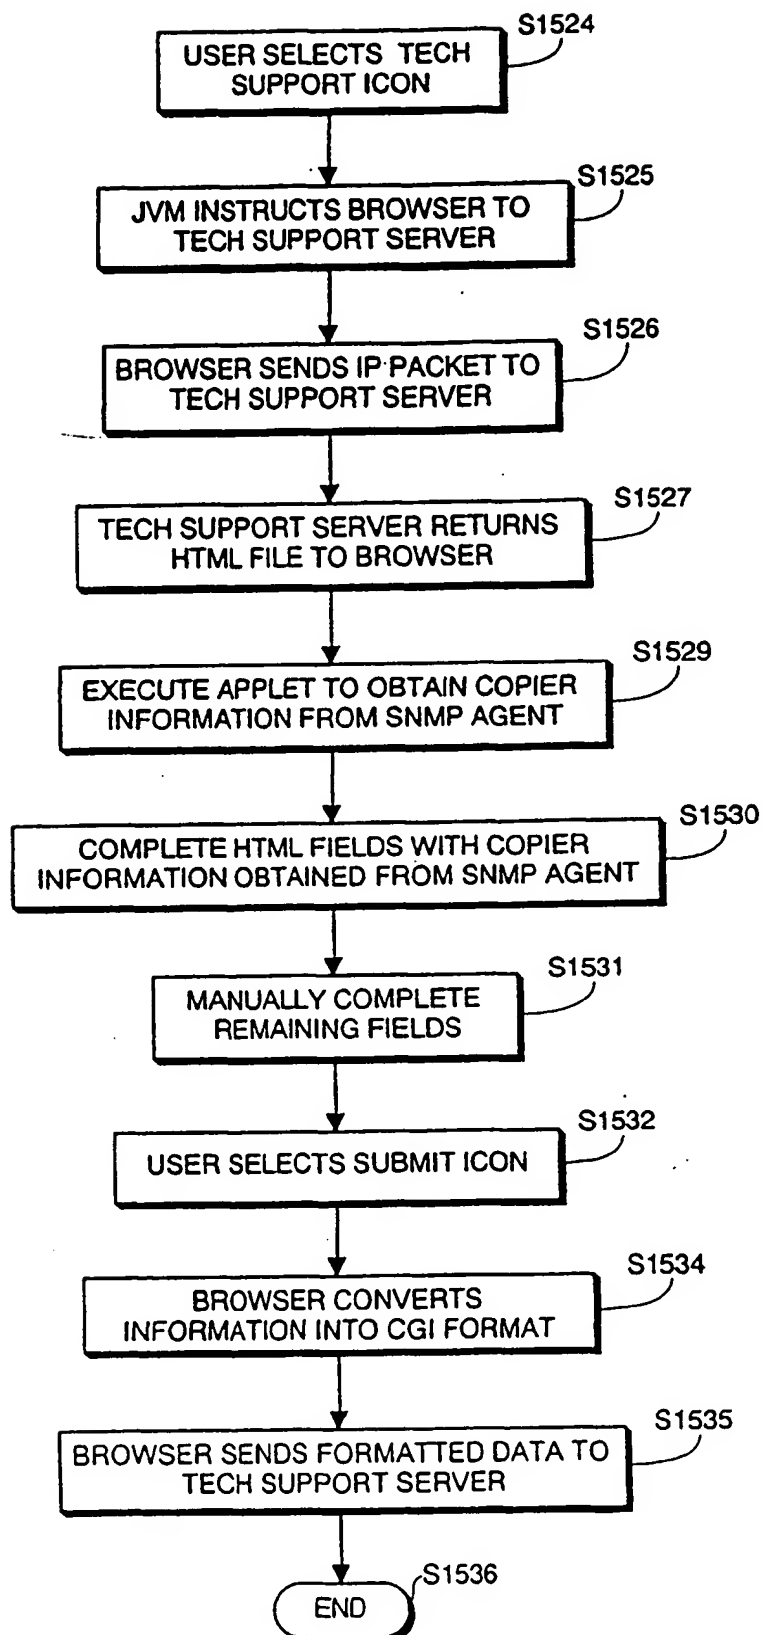 S1524
USER SELECTS TECH
SUPPORT ICON
S1525
JVM INSTRUCTS BROWSER TO
TECH SUPPORT SERVER
S1526
BROWSER SENDS IP PACKET TO
TECH SUPPORT SERVER
S1527
TECH SUPPORT SERVER RETURNS
HTML FILE TO BROWSER
S1529
EXECUTE APPLET TO OBTAIN COPIER
INFORMATION FROM SNMP AGENT
S1530
COMPLETE HTML FIELDS WITH COPIER
INFORMATION OBTAINED FROM SNMP AGENT
S1531
MANUALLY COMPLETE
REMAINING FIELDS
S1532
USER SELECTS SUBMIT ICON
S1534
BROWSER CONVERTS
INFORMATION INTO CGI FORMAT
S1535
BROWSER SENDS FORMATTED DATA TO
TECH SUPPORT SERVER
S1536
END